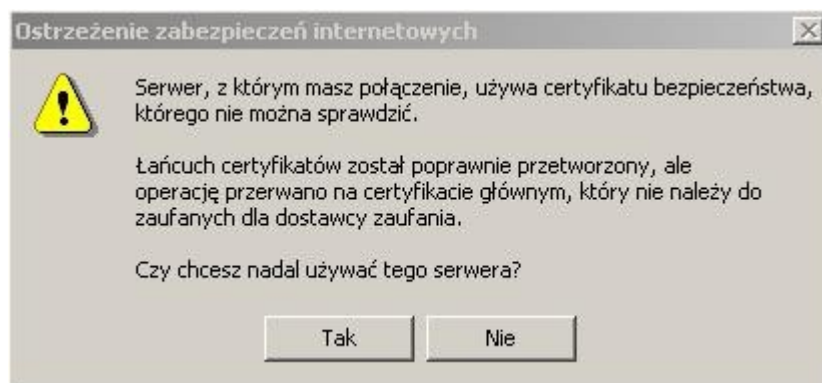 Ostrzeżenie zabezpieczeń internetowych
Serwer, z którym masz połączenie, używa certyfikatu bezpieczeństwa,
którego nie można sprawdzić.
Łańcuch certyfikatów został poprawnie przetworzony, ale
operację przerwano na certyfikacie głównym, który nie należy do
zaufanych dla dostawcy zaufania.
Czy chcesz nadal używać tego serwera?
Tak Nie